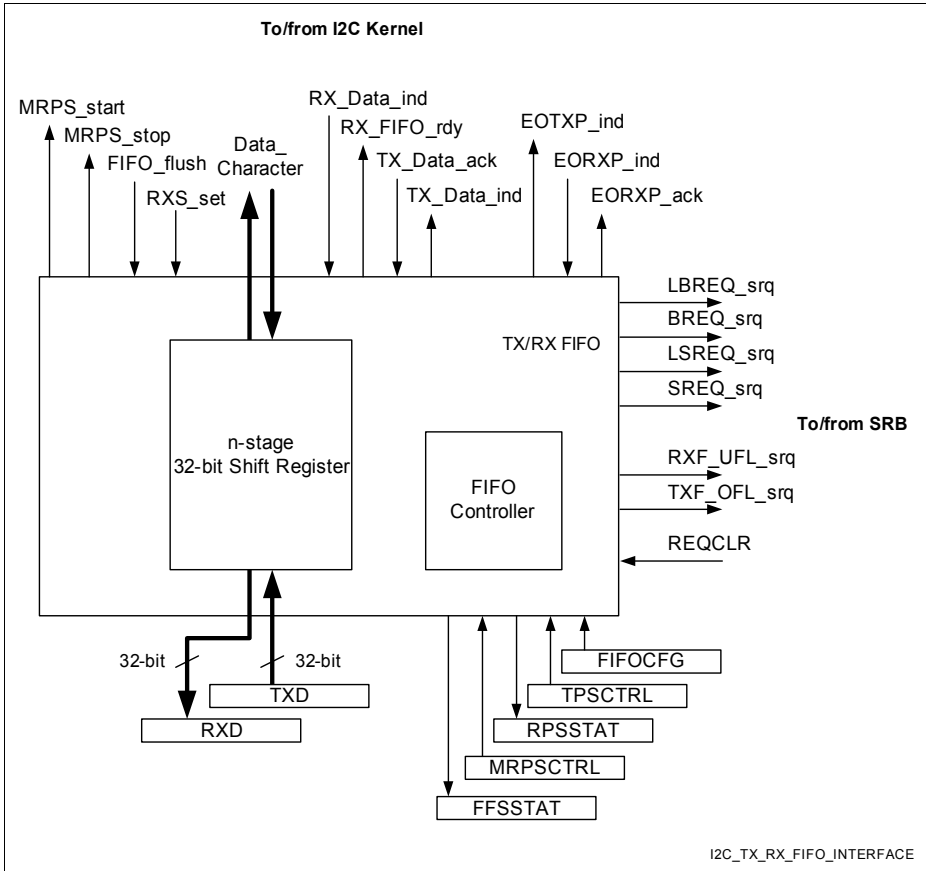 To/from I2C Kernel
MRPS_start
MRPS_stop
FIFO_flush
RXS_set
Data_
Character
RX_Data_ind
RX_FIFO_rdy
TX_Data_ack
TX_Data_ind
EOTXP_ind
EORXP_ind
EORXP_ack
LBREQ_srq
BREQ_srq
LSREQ_srq
SREQ_srq
TX/RX FIFO
To/from SRB
n-stage
32-bit Shift Register
FIFO
Controller
RXF_UFL_srq
TXF_OFL_srq
REQCLR
32-bit
32-bit
TXD
RXD
FIFOCFG
TPSCTRL
RPSSTAT
MRPSCTRL
FFSSTAT
I2C_TX_RX_FIFO_INTERFACE